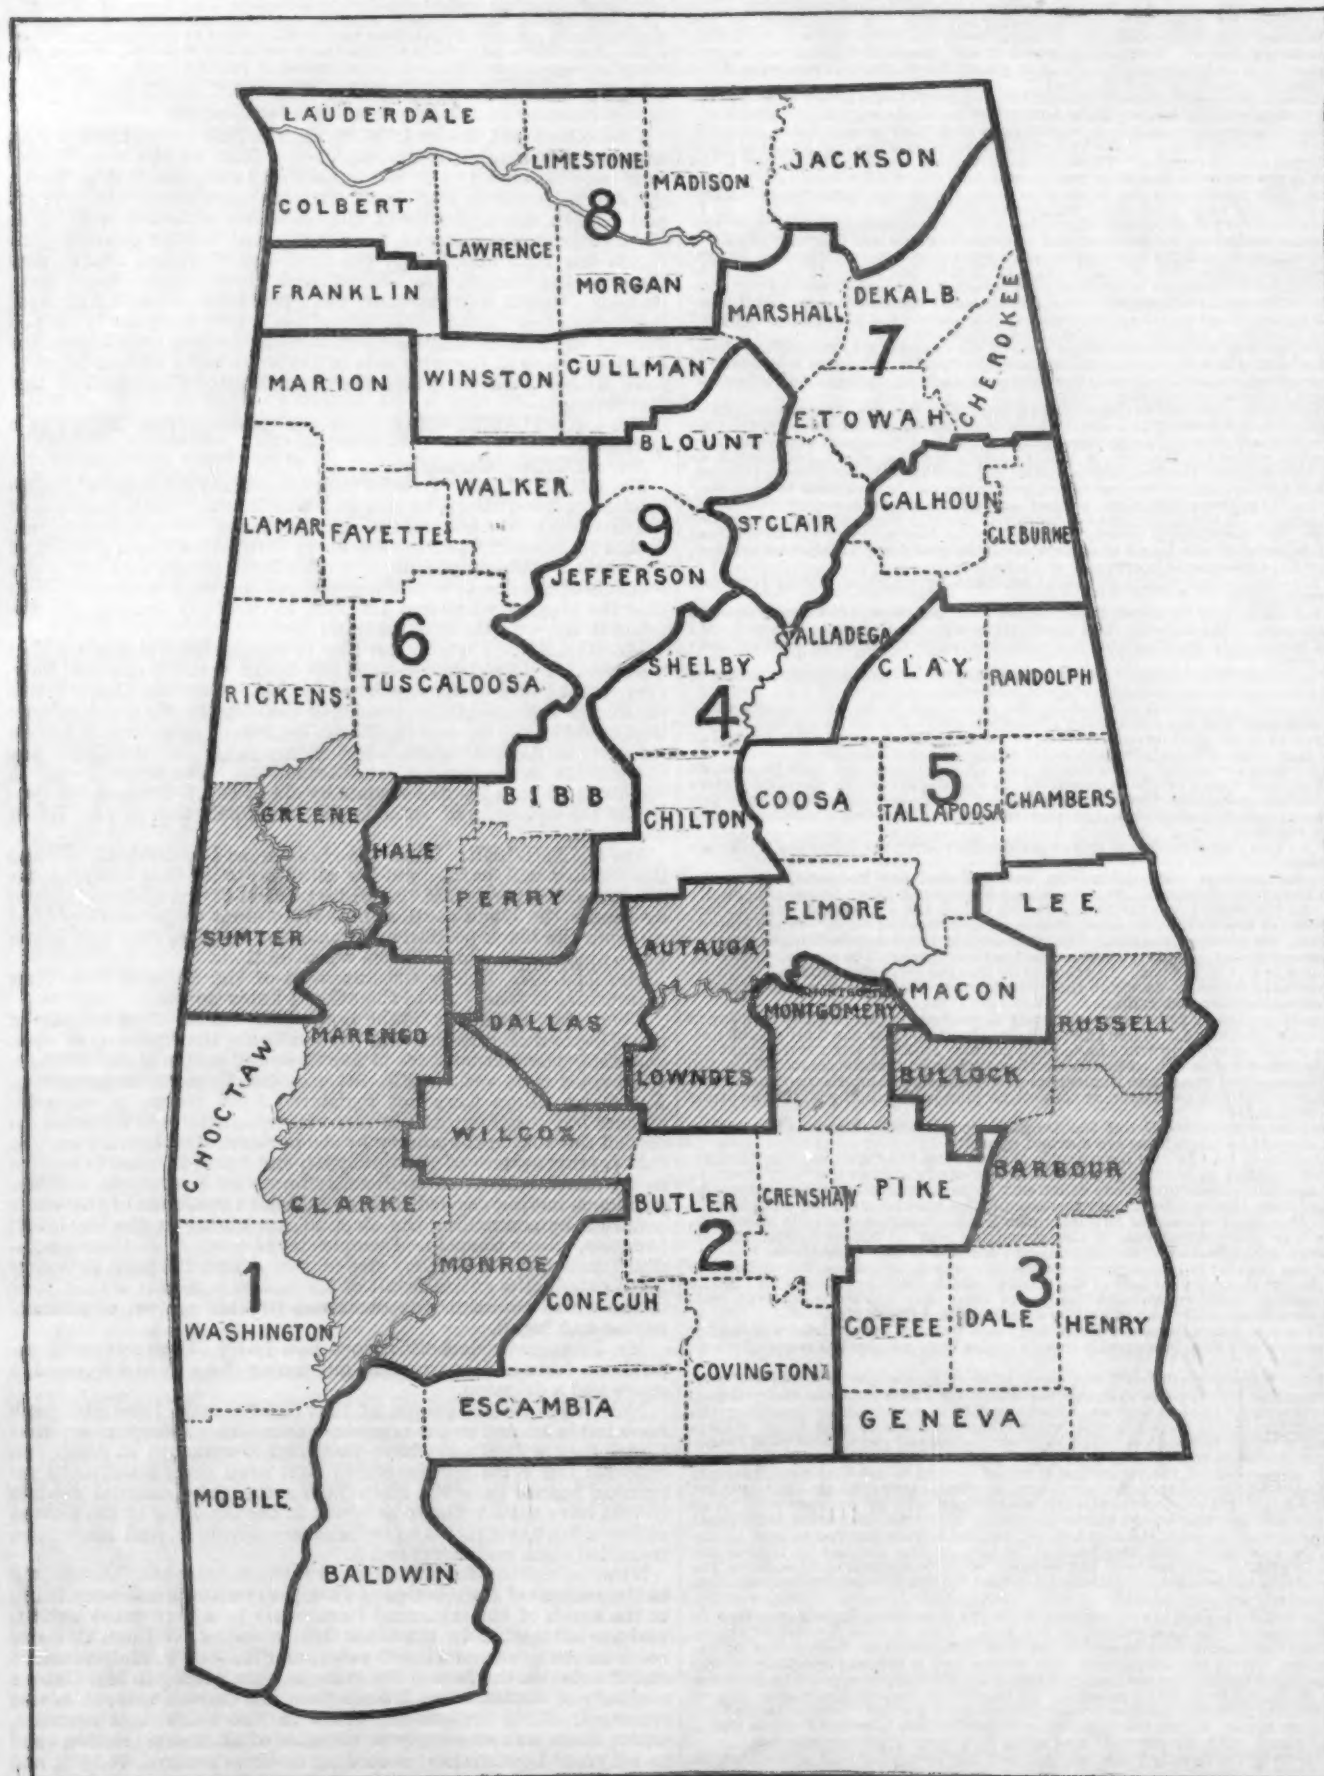 LAUDERDALE
LIMESTONE
MADISON
JACKSON
COLBERT
8
LAWRENCE
MORGAN
FRANKLIN
MARSHALL
DEKALB
7
CHEROKEE
MARION
WINSTON
CULLMAN
ETOWAH
BLOUNT
WALKER
LAMAR
FAYETTE
9
ST CLAIR
CALHOUN
CLEBURNE
JEFFERSON
6
TALLADEGA
SHELBY
CLAY
RANDOLPH
RICKENS
TUSCALOOSA
4
5
BIBB
COOSA
TALLAPOOSA
CHAMBERS
GREENE
CHILTON
HALE
PERRY
ELMORE
LEE
SUMTER
AUTAUGA
MACON
MONTGOMERY
MARENGO
DALLAS
RUSSELL
LOWNDES
BULLOCK
CHOCTAW
WILCOX
BARBOUR
CLARKE
BUTLER
CRENSHAW
PIKE
2
MONROE
1
CONECUH
3
WASHINGTON
COFFEE
DALE
HENRY
COVINGTON
ESCAMBIA
GENEVA
MOBILE
BALDWIN